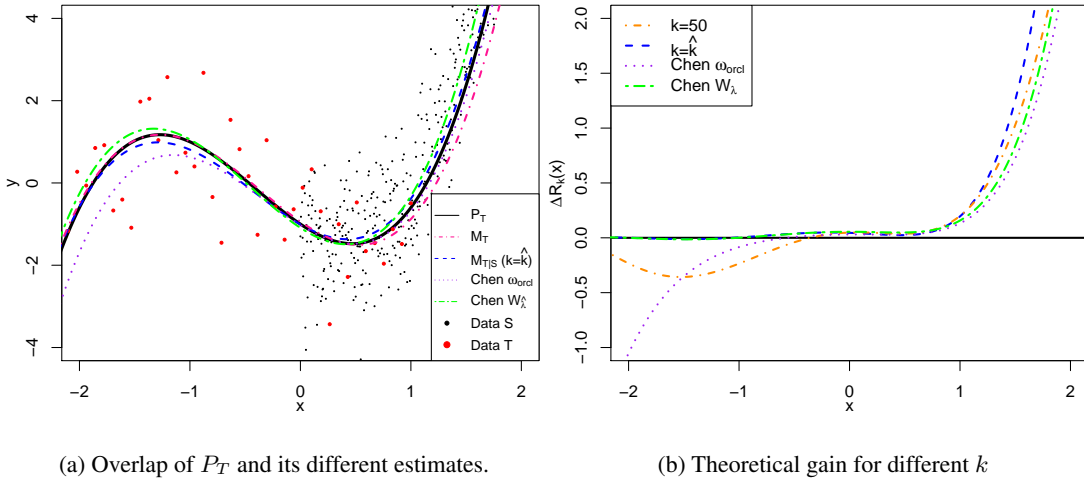 4
2
0
−2
−4
y
−2
−1
0
1
2
x
P_T
M_T
M_{T|S} (k=k̂)
Chen ω_orcl
Chen W_λ̂
Data S
Data T
2.0
1.5
1.0
0.5
0.0
−0.5
−1.0
ΔR_k(x)
−2
−1
0
1
2
x
k=50
k=k̂
Chen ω_orcl
Chen W_λ
(a) Overlap of P_T and its different estimates.
(b) Theoretical gain for different k